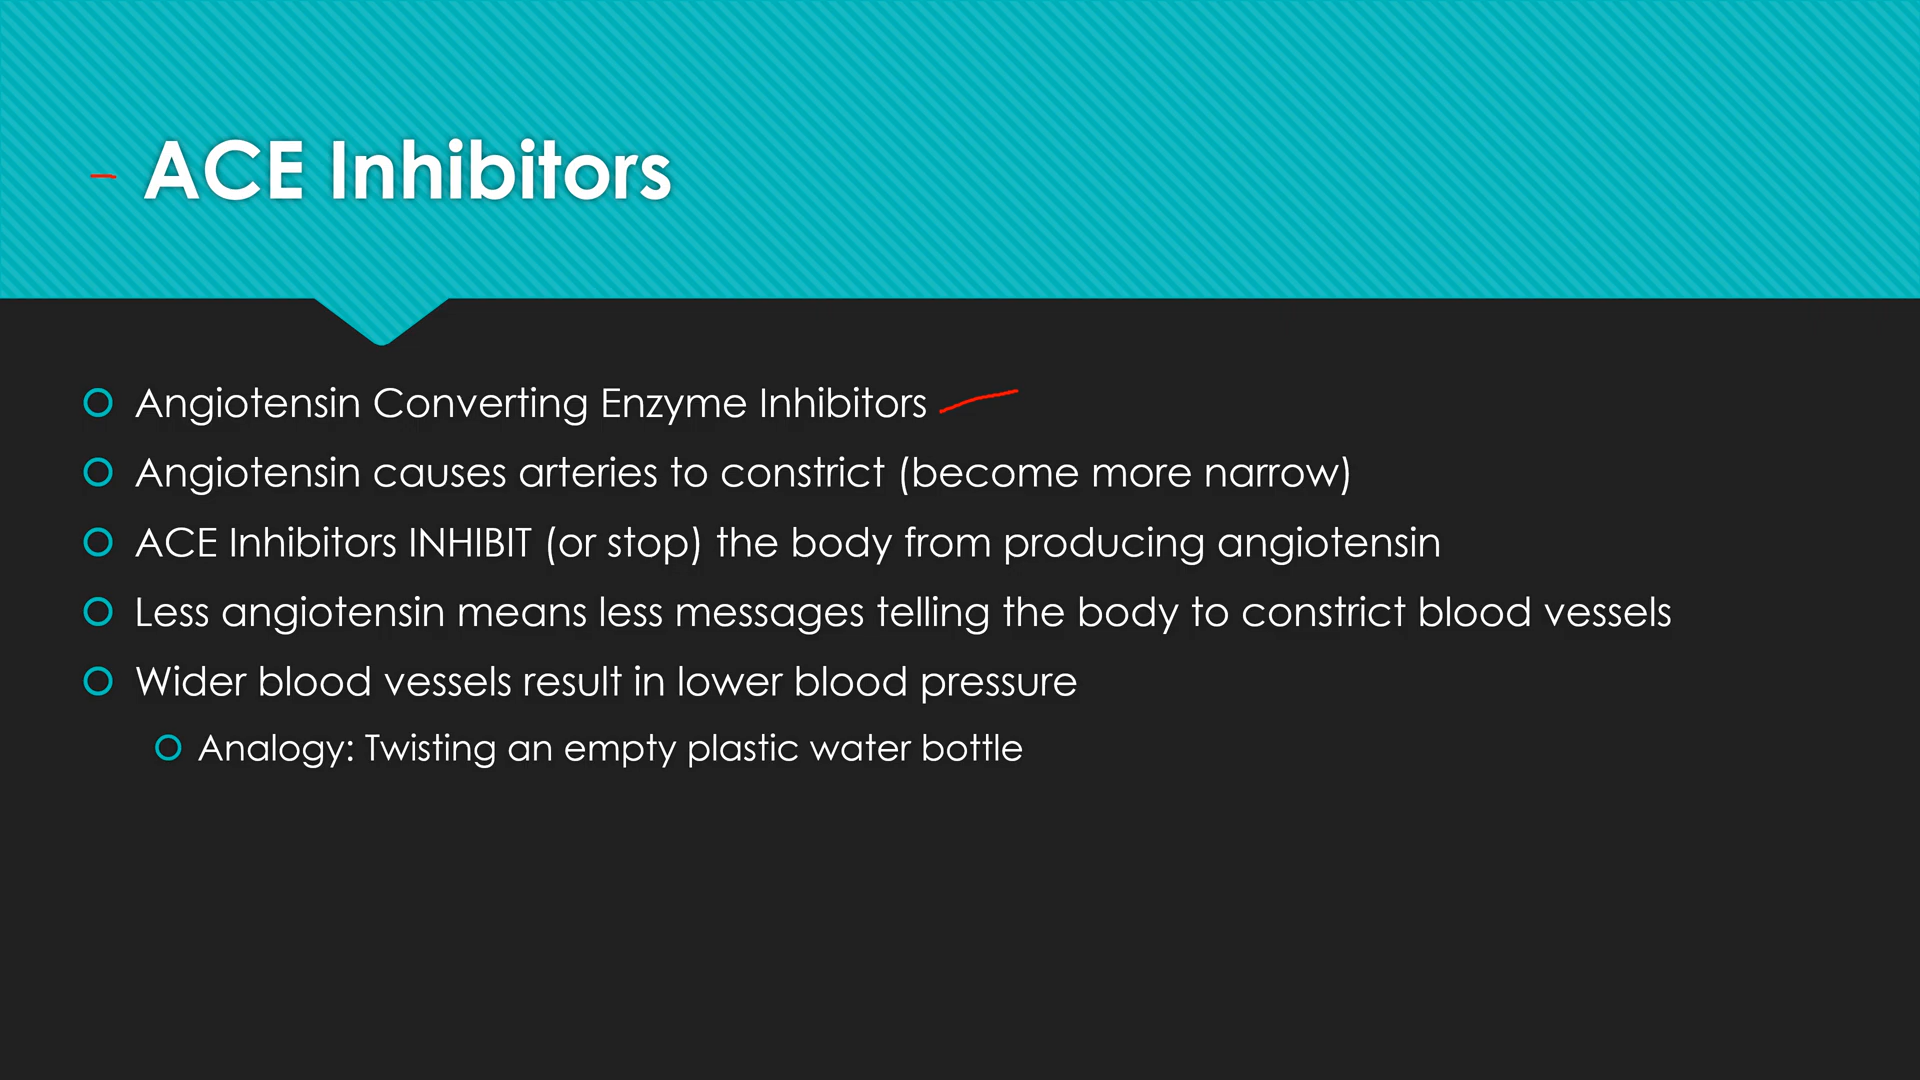 ACE Inhibitors
Angiotensin Converting Enzyme Inhibitors
Angiotensin causes arteries to constrict (become more narrow)
ACE Inhibitors INHIBIT (or stop) the body from producing angiotensin
Less angiotensin means less messages telling the body to constrict blood vessels
Wider blood vessels result in lower blood pressure
Analogy: Twisting an empty plastic water bottle